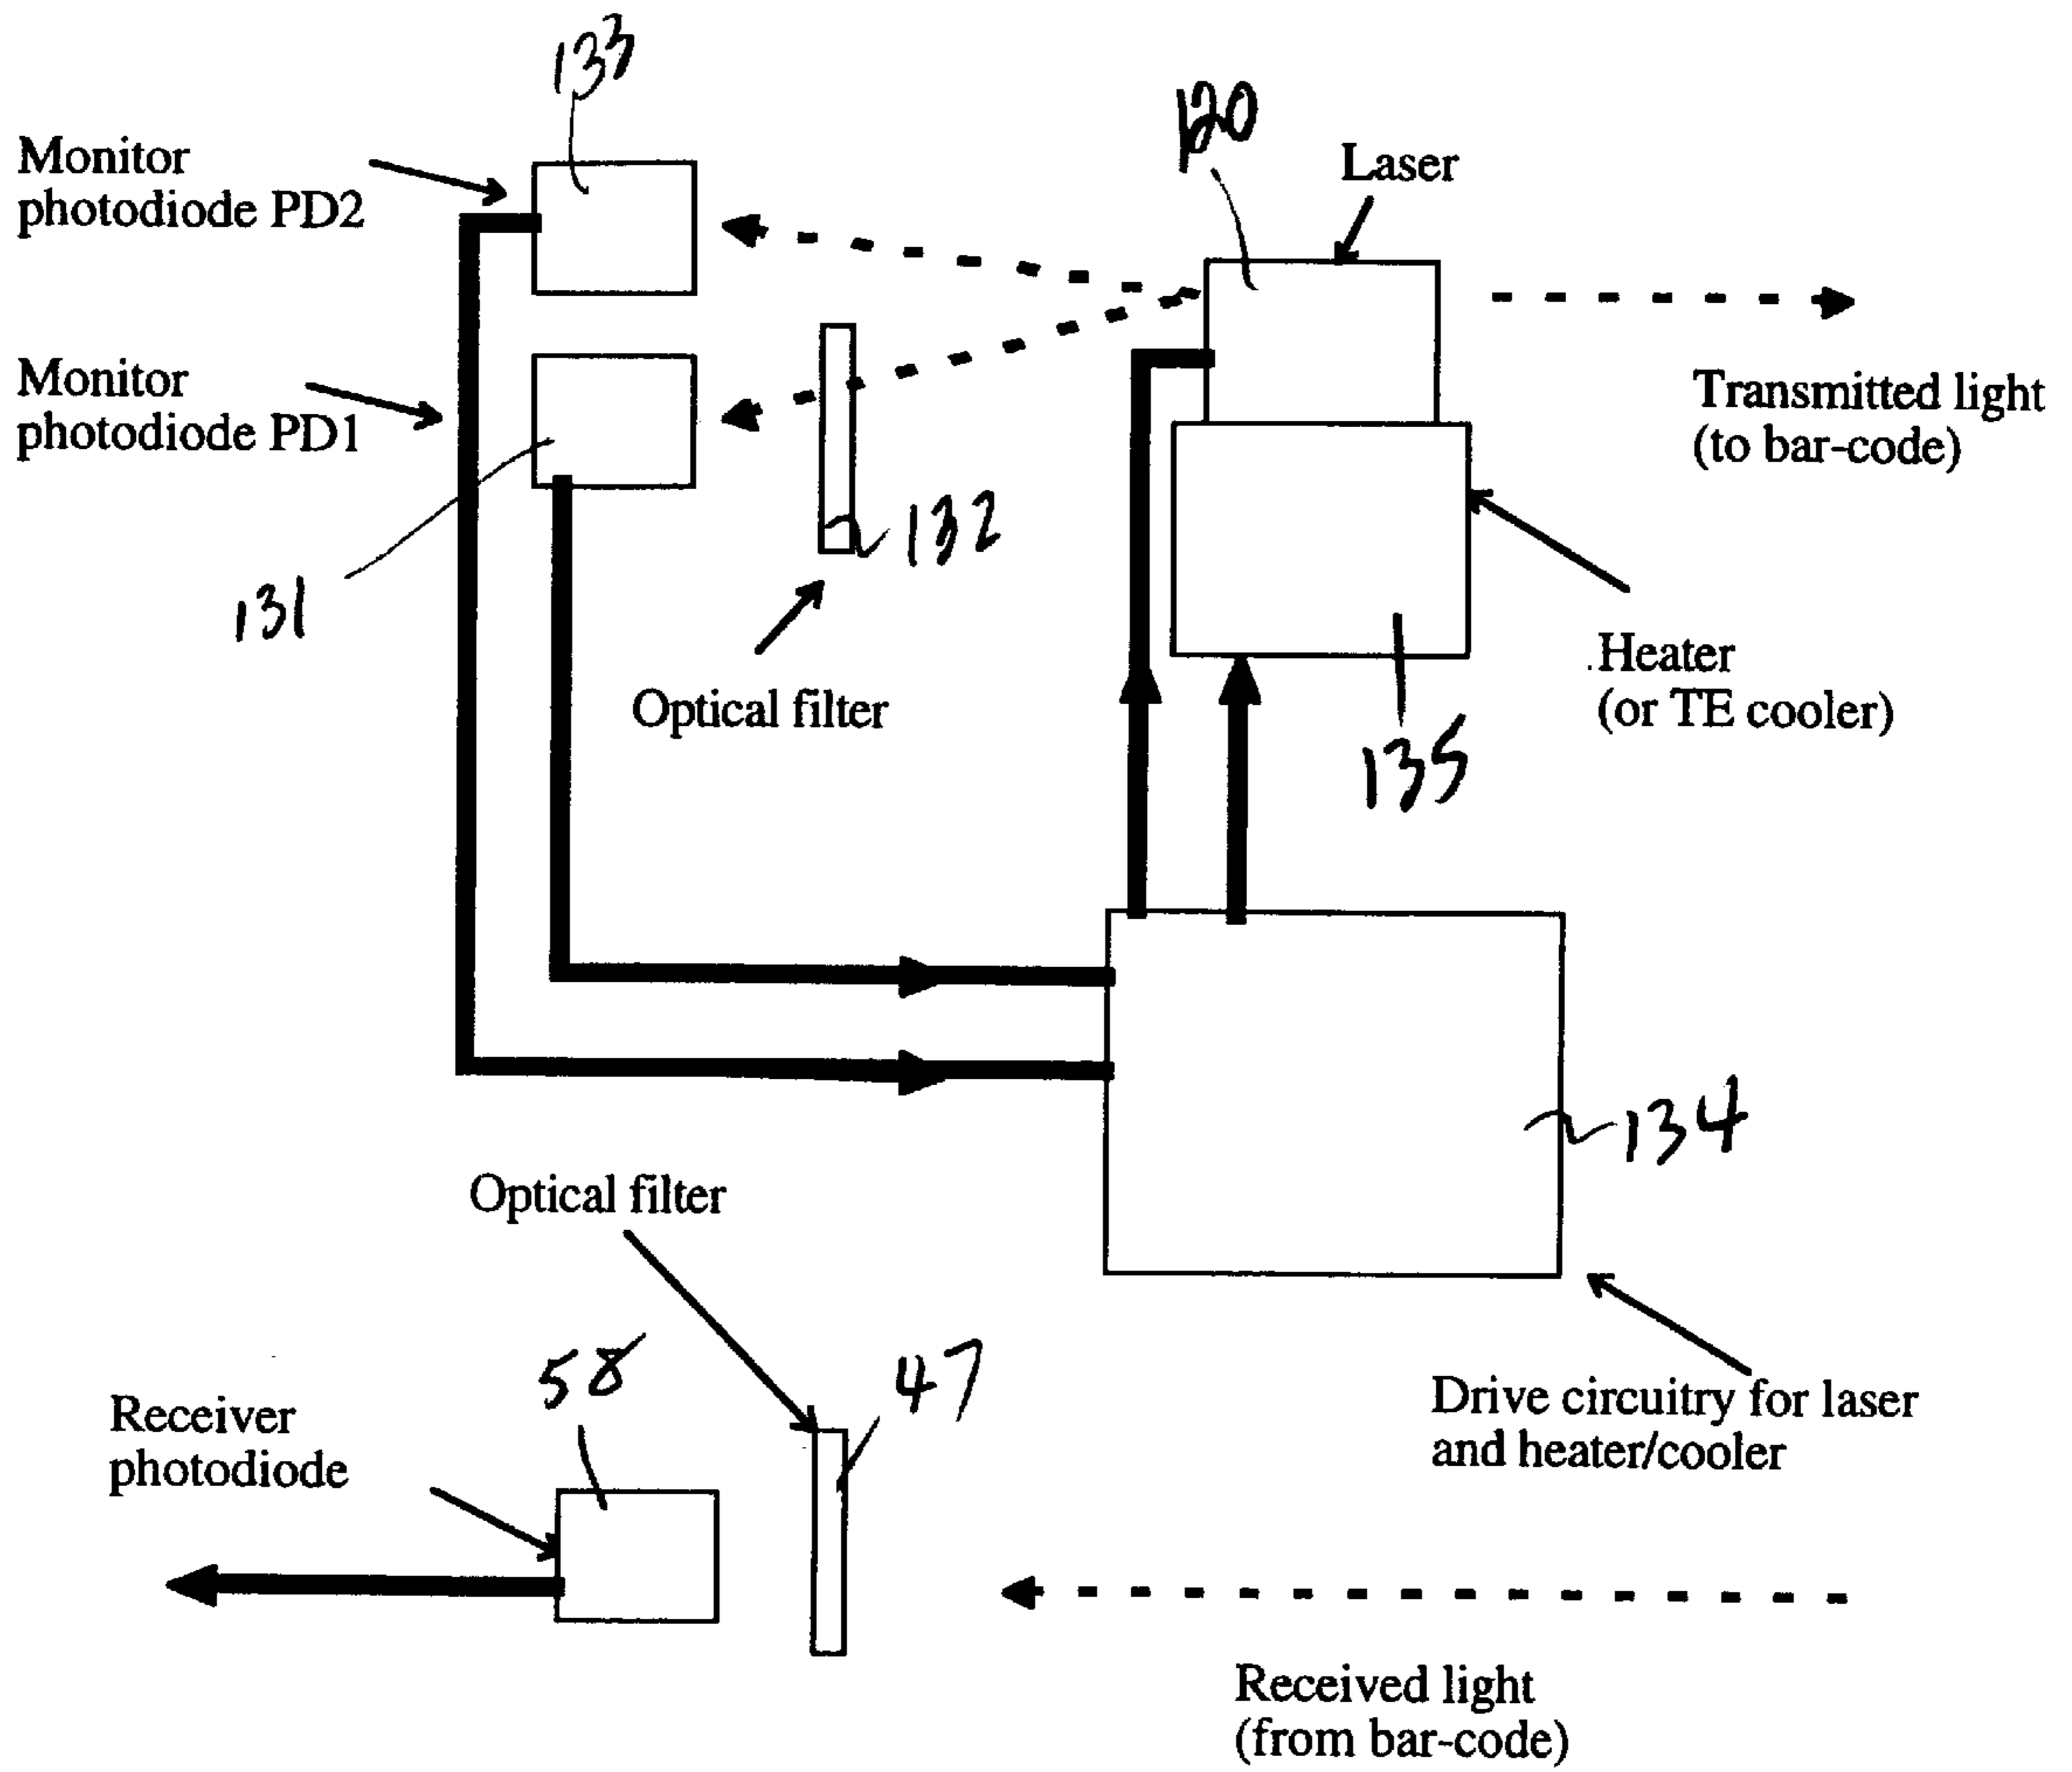 133
120
Laser
Monitor
photodiode PD2
Monitor
photodiode PD1
Transmitted light
(to bar-code)
132
131
Optical filter
Heater
(or TE cooler)
135
134
Optical filter
58
47
Receiver
photodiode
Drive circuitry for laser
and heater/cooler
Received light
(from bar-code)